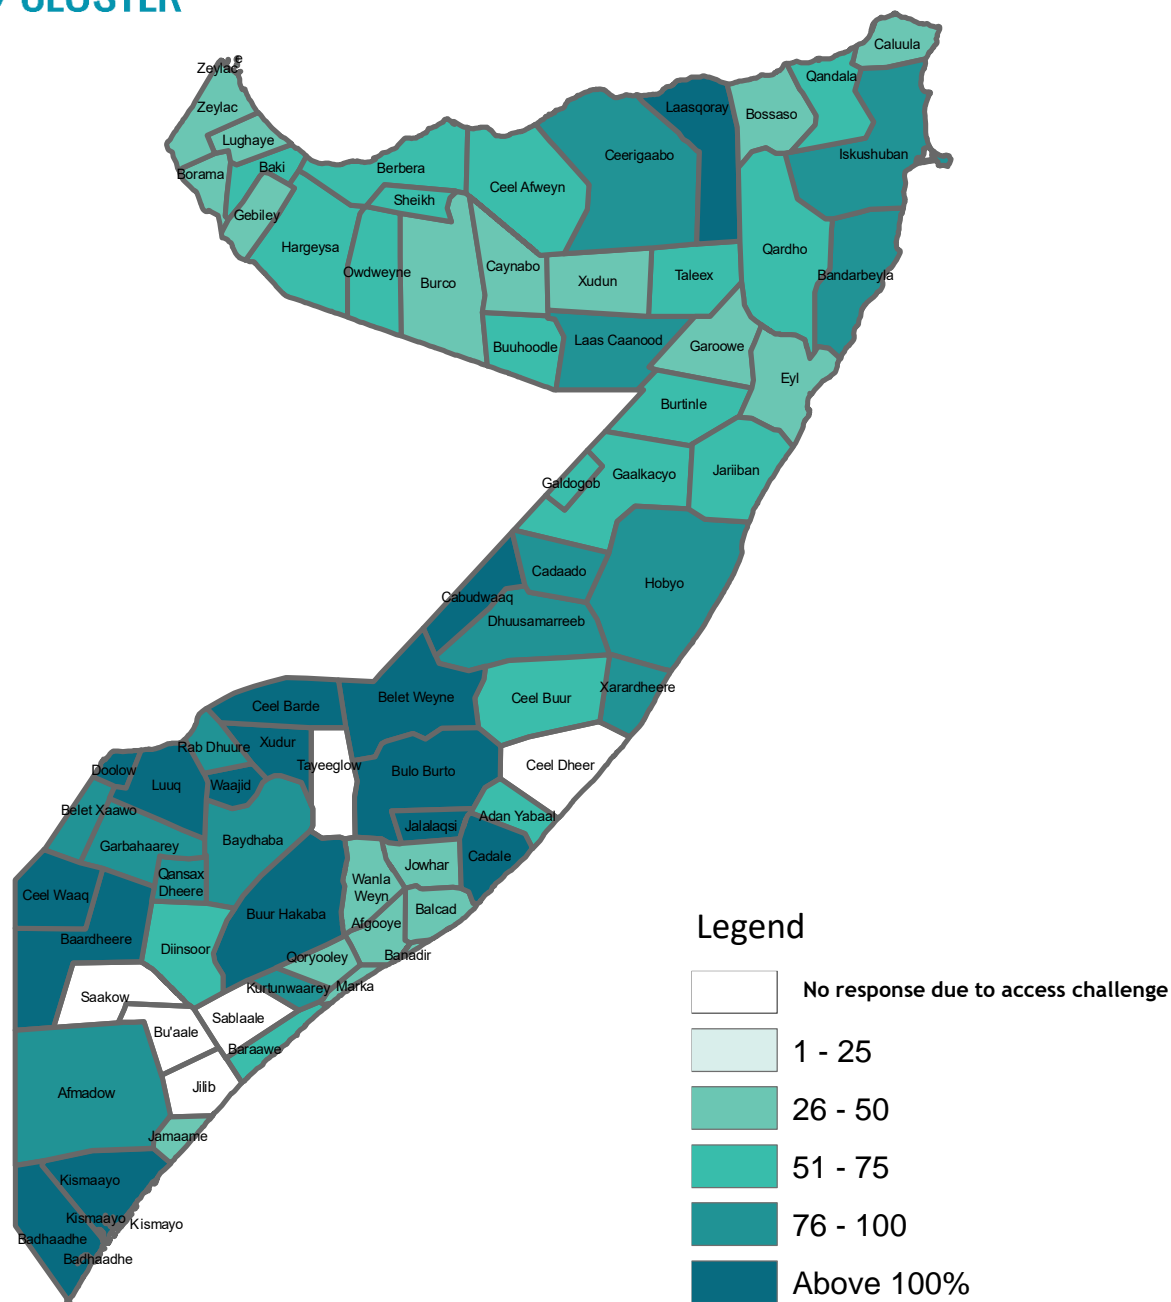 CLUSTER
Caluula
Zeylac
e
Qandala
Zeylac
Laasqoray
Bossaso
Lughaye
Ceerigaabo
Iskushuban
Baki
Berbera
Borama
Ceel Afweyn
Sheikh
Gebiley
Hargeysa
Qardho
Owdweyne
Caynabo
Xudun
Taleex
Bandarbeyla
Burco
Buuhoodle
Laas Caanood
Garoowe
Eyl
Burtinle
Galdogob
Gaalkacyo
Jariiban
Cadaado
Hobyo
Cabudwaaq
Dhuusamarreeb
Xarardheere
Belet Weyne
Ceel Buur
Ceel Barde
Rab Dhuure
Xudur
Tayeeglow
Ceel Dheer
Doolow
Luuq
Waajid
Bulo Burto
Belet Xaawo
Adan Yabaal
Jalalaqsi
Garbahaarey
Baydhaba
Cadale
Jowhar
Qansax
Dheere
Wanla
Weyn
Ceel Waaq
Buur Hakaba
Balcad
Afgooye
Baardheere
Diinsoor
Qoryooley
Banadir
Kurtunwaarey
Marka
Saakow
Sablaale
Bu'aale
Baraawe
Jilib
Afmadow
Jamaame
Kismaayo
Kismaayo
Kismayo
Badhaadhe
Badhaadhe
Legend
No response due to access challenge
1 - 25
26 - 50
51 - 75
76 - 100
Above 100%